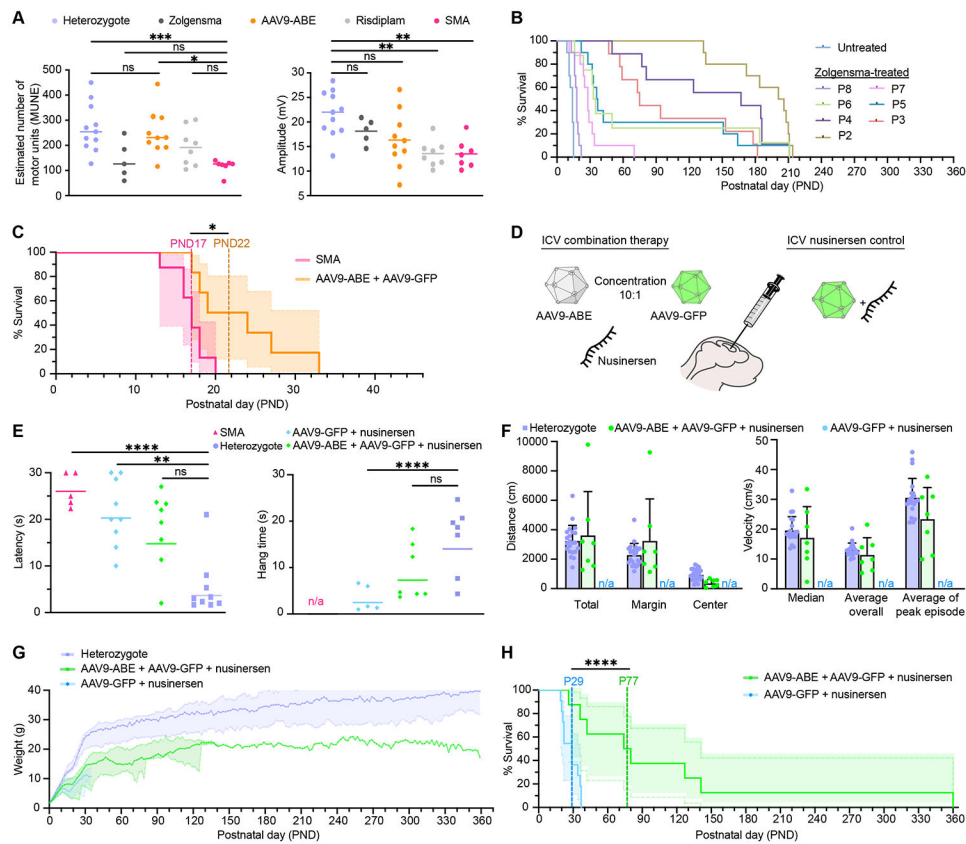 A
Heterozygote
Zolgensma
AAV9-ABE
Risdiplam
SMA
***
ns
*
ns
ns
Estimated number of
motor units (MUNE)
500
400
300
200
100
0
**
**
ns
ns
Amplitude (mV)
25
20
15
10
5
B
% Survival
100
80
60
40
20
0
0
30
60
90
120
150
180
210
240
270
300
330
360
Postnatal day (PND)
Untreated
Zolgensma-treated
P8
P7
P6
P5
P4
P3
P2
C
*
PND17
PND22
% Survival
100
80
60
40
20
0
0
10
20
30
40
Postnatal day (PND)
SMA
AAV9-ABE + AAV9-GFP
D
ICV combination therapy
ICV nusinersen control
Concentration
10:1
AAV9-ABE
AAV9-GFP
Nusinersen
+
E
SMA
AAV9-GFP + nusinersen
Heterozygote
AAV9-ABE + AAV9-GFP + nusinersen
****
**
ns
Latency (s)
30
20
10
0
****
ns
Hang time (s)
30
20
10
0
n/a
F
Heterozygote
AAV9-ABE + AAV9-GFP + nusinersen
AAV9-GFP + nusinersen
Distance (cm)
10000
8000
6000
4000
2000
0
n/a
n/a
n/a
Total
Margin
Center
Velocity (cm/s)
50
40
30
20
10
0
n/a
n/a
n/a
Median
Average
overall
Average of
peak episode
G
Heterozygote
AAV9-ABE + AAV9-GFP + nusinersen
AAV9-GFP + nusinersen
Weight (g)
40
30
20
10
0
0
30
60
90
120
150
180
210
240
270
300
330
360
Postnatal day (PND)
H
****
P29
P77
AAV9-ABE + AAV9-GFP + nusinersen
AAV9-GFP + nusinersen
% Survival
100
80
60
40
20
0
0
30
60
90
120
150
180
210
240
270
300
330
360
Postnatal day (PND)